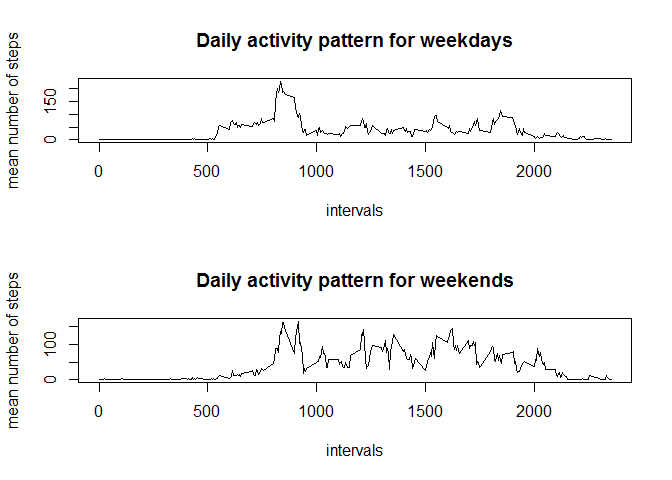 Daily activity pattern for weekdays
mean number of steps
150
0
0 500 1000 1500 2000
intervals
Daily activity pattern for weekends
mean number of steps
100
0
0 500 1000 1500 2000
intervals